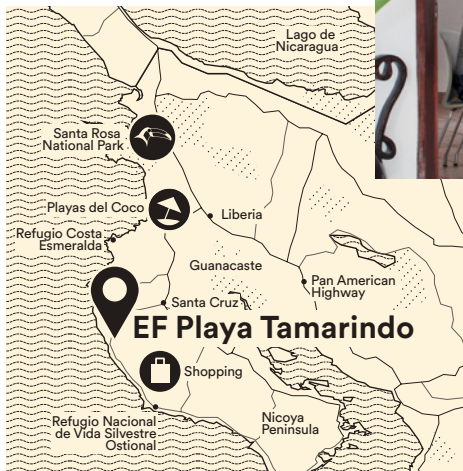 Lago de
Nicaragua
Santa Rosa
National Park
Playas del Coco
Liberia
Refugio Costa
Esmeralda
Guanacaste
Pan American
Highway
Santa Cruz
EF Playa Tamarindo
Shopping
Refugio Nacional
de Vida Silvestre
Ostional
Nicoya
Peninsula